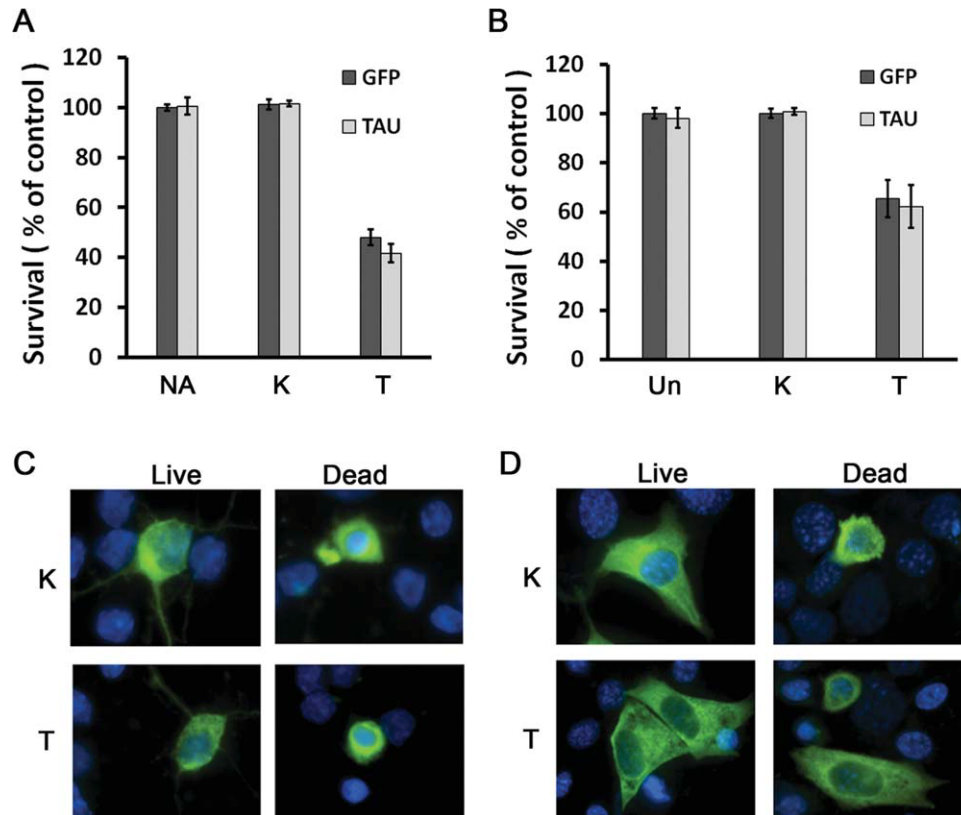 A
Survival ( % of control )
120
100
80
60
40
20
0
GFP
TAU
NA K T
B
Survival ( % of control )
120
100
80
60
40
20
0
GFP
TAU
Un K T
C
Live Dead
K
T
D
Live Dead
K
T